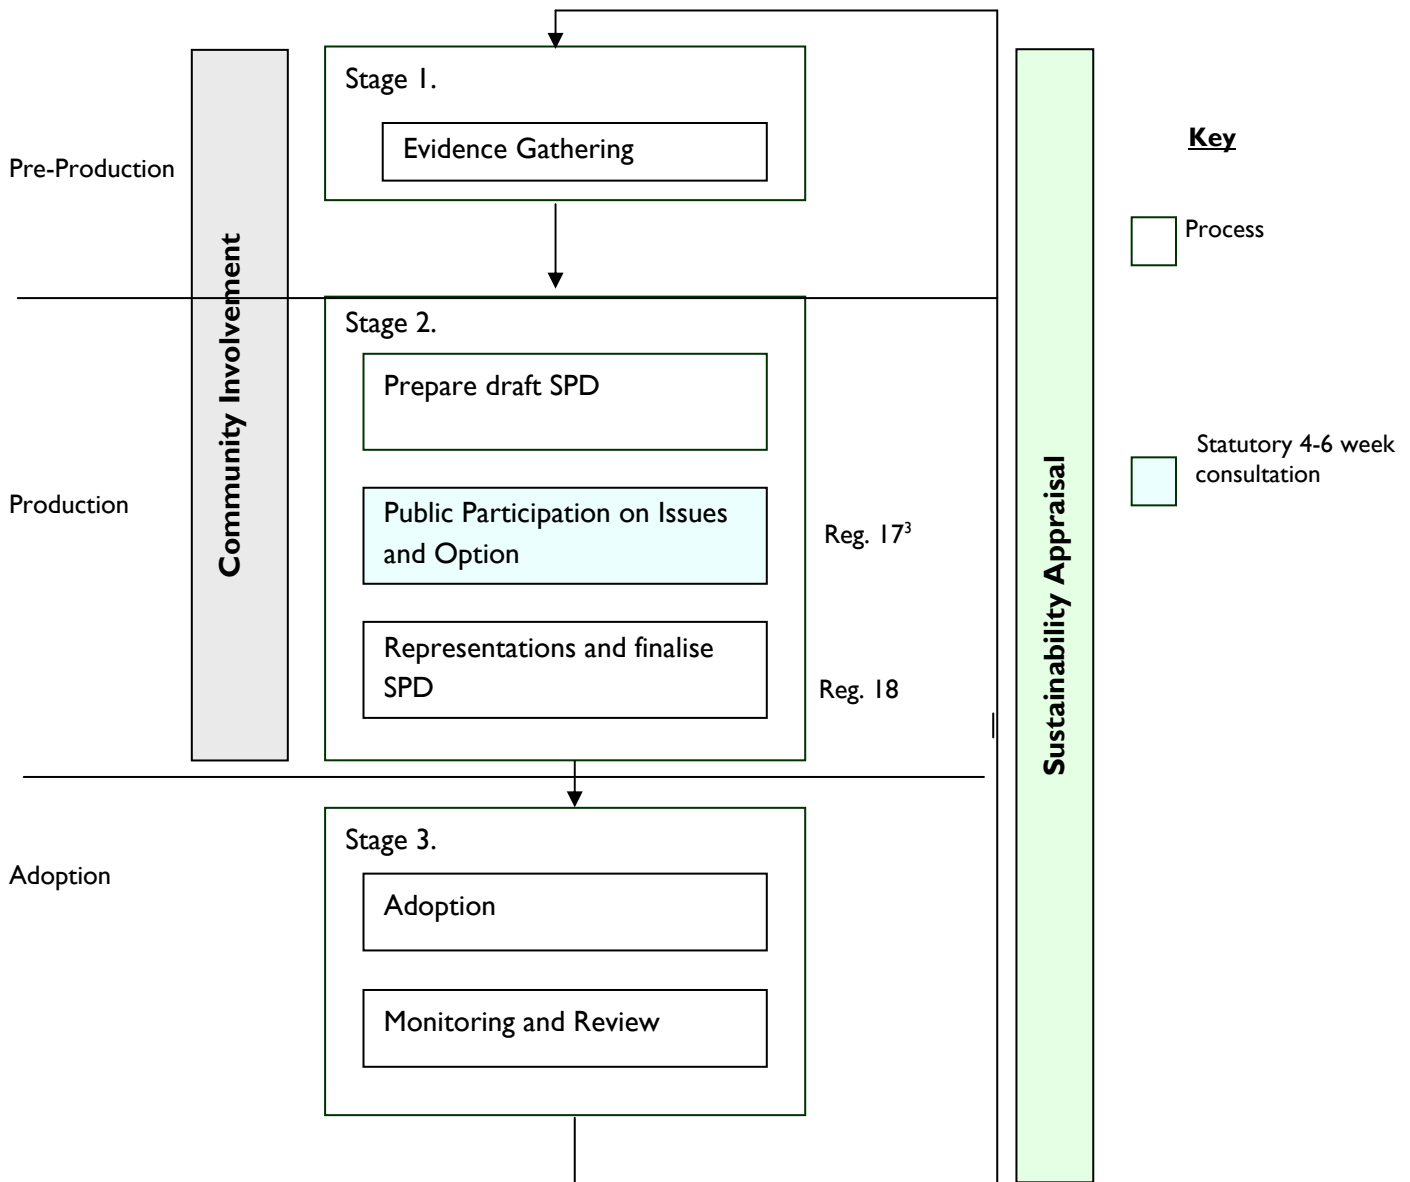 Stage 1.
Evidence Gathering
Pre-Production
Key
Process
Community Involvement
Stage 2.
Prepare draft SPD
Statutory 4-6 week
consultation
Production
Public Participation on Issues
and Option
Reg. 17³
Sustainability Appraisal
Representations and finalise
SPD
Reg. 18
Stage 3.
Adoption
Adoption
Monitoring and Review